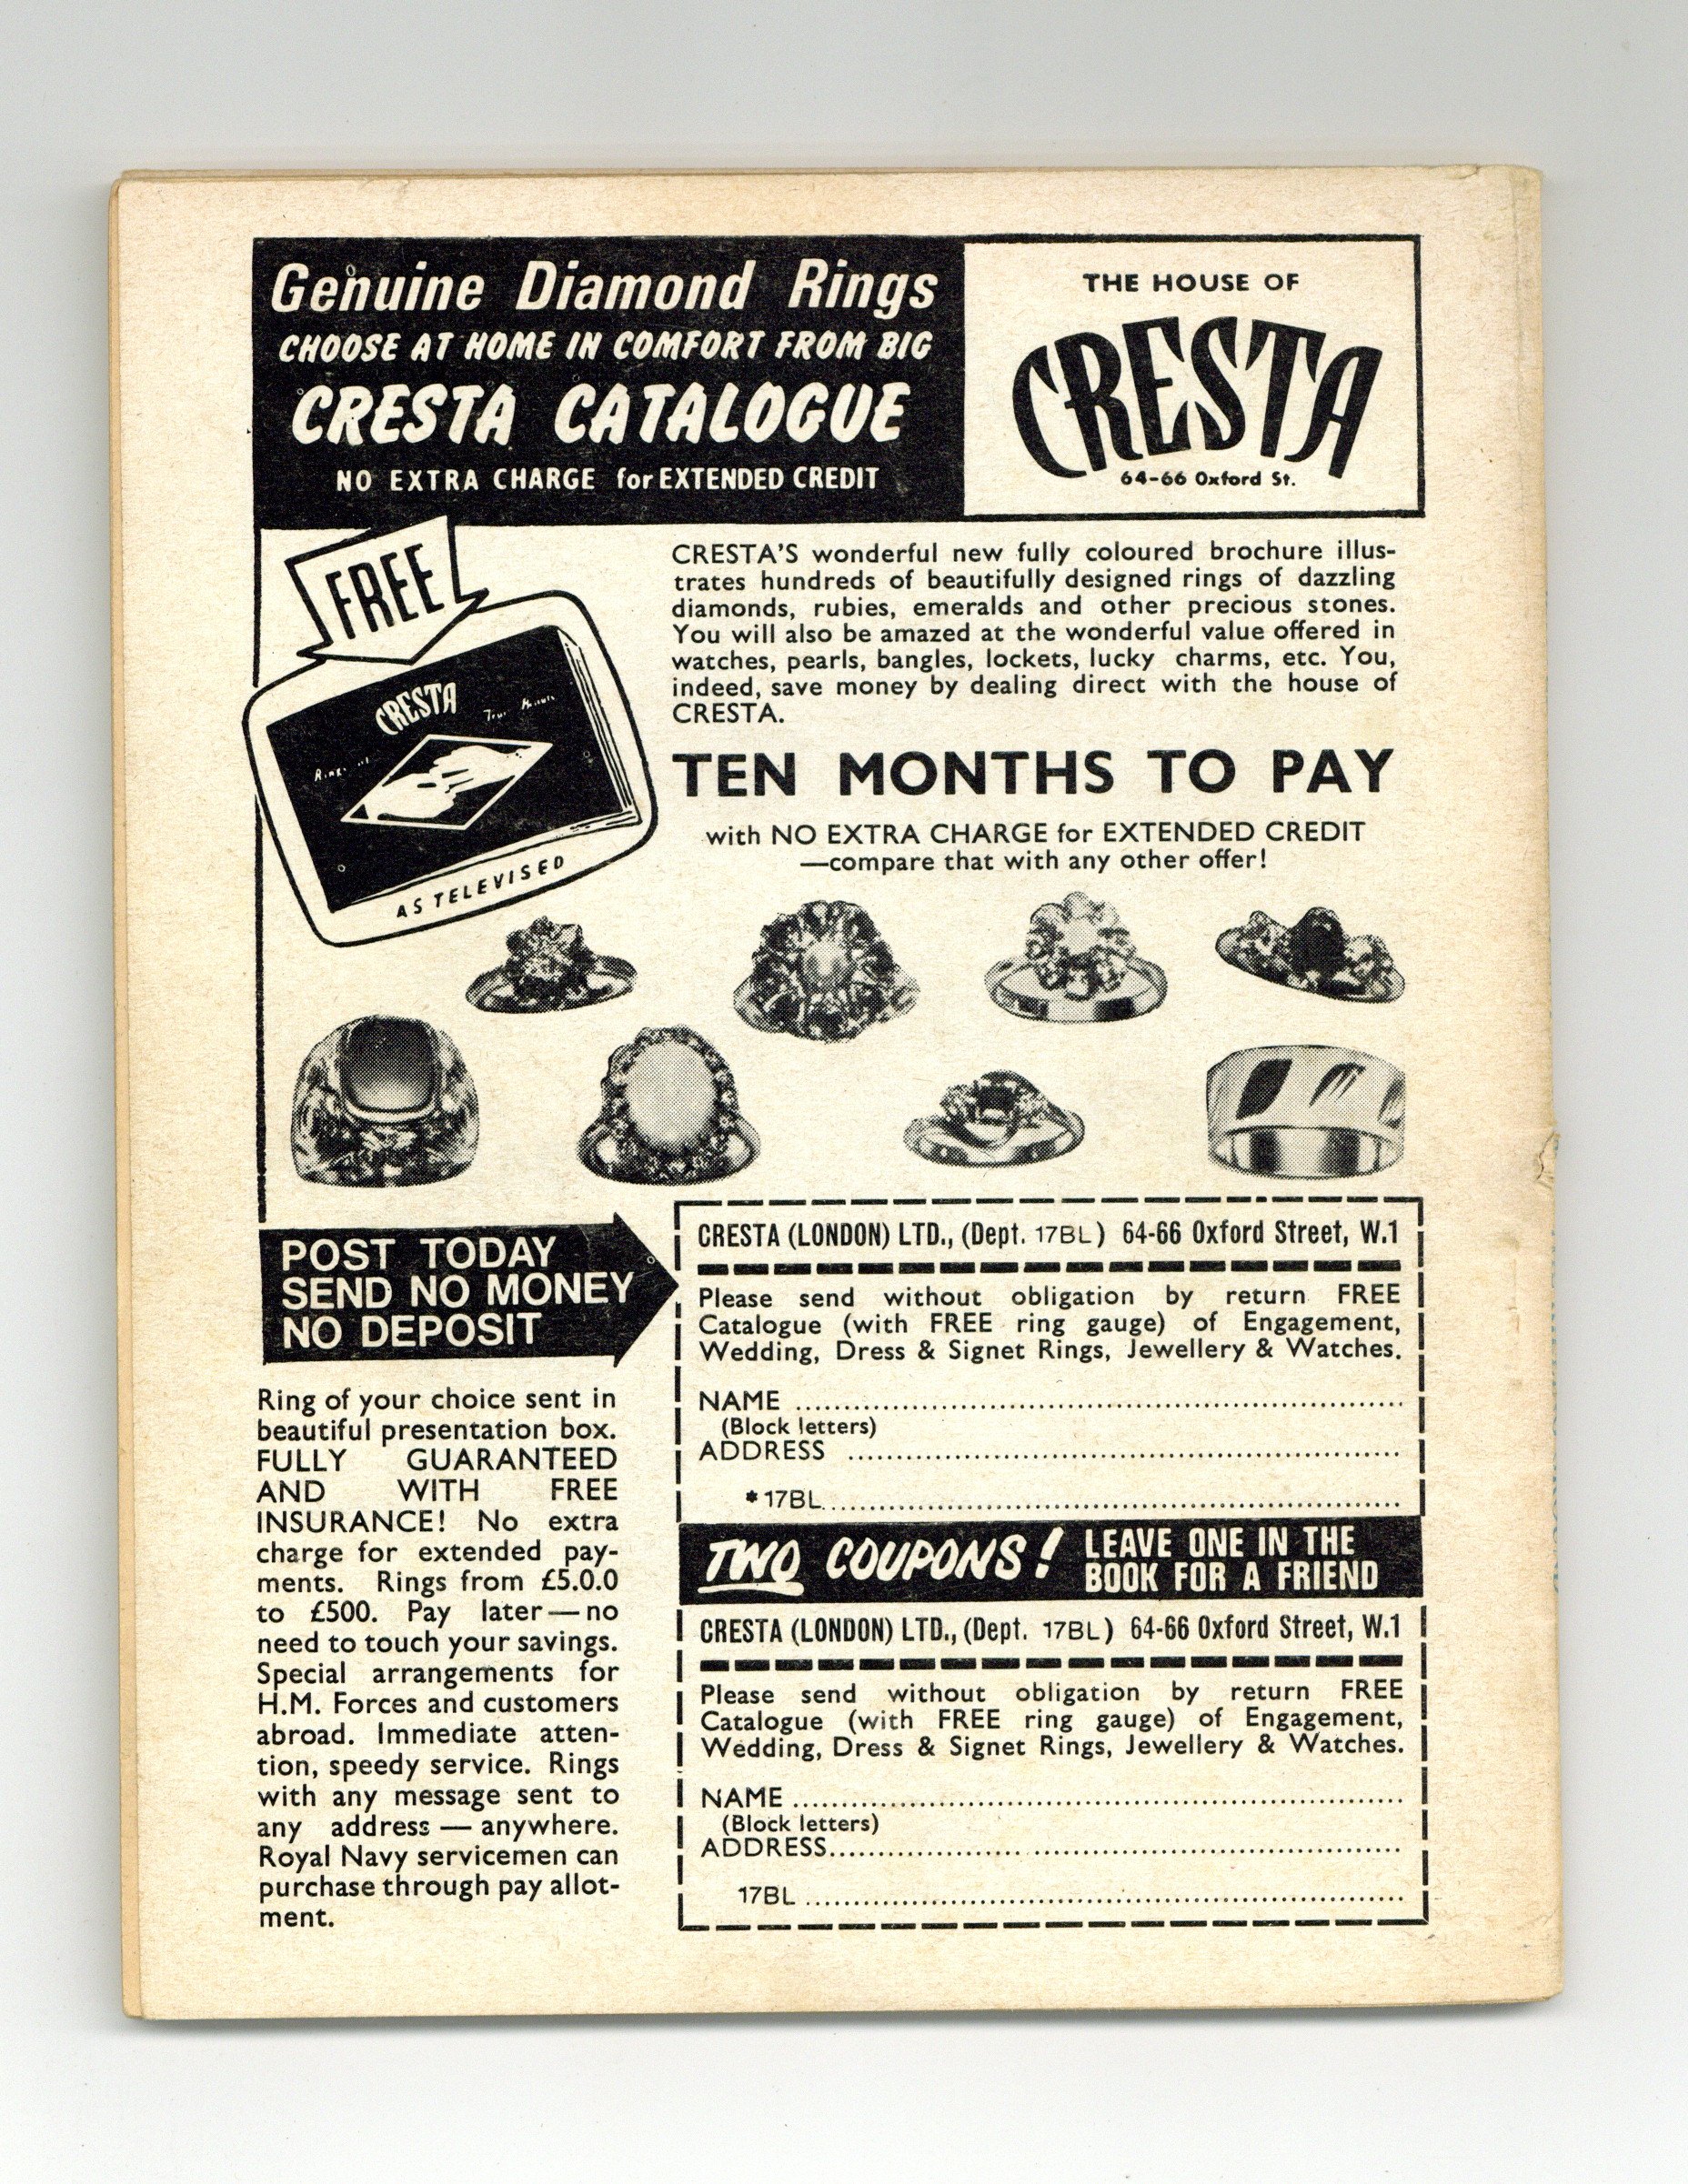 Genuine Diamond Rings
CHOOSE AT HOME IN COMFORT FROM BIG
CRESTA CATALOGUE
NO EXTRA CHARGE for EXTENDED CREDIT
THE HOUSE OF
CRESTA
64-66 Oxford St.
FREE
CRESTA
AS TELEVISED
CRESTA'S wonderful new fully coloured brochure illus-
trates hundreds of beautifully designed rings of dazzling
diamonds, rubies, emeralds and other precious stones.
You will also be amazed at the wonderful value offered in
watches, pearls, bangles, lockets, lucky charms, etc. You,
indeed, save money by dealing direct with the house of
CRESTA.
TEN MONTHS TO PAY
with NO EXTRA CHARGE for EXTENDED CREDIT
—compare that with any other offer!
POST TODAY
SEND NO MONEY
NO DEPOSIT
Ring of your choice sent in
beautiful presentation box.
FULLY GUARANTEED
AND WITH FREE
INSURANCE! No extra
charge for extended pay-
ments. Rings from £5.0.0
to £500. Pay later — no
need to touch your savings.
Special arrangements for
H.M. Forces and customers
abroad. Immediate atten-
tion, speedy service. Rings
with any message sent to
any address — anywhere.
Royal Navy servicemen can
purchase through pay allot-
ment.
CRESTA (LONDON) LTD., (Dept. 17BL) 64-66 Oxford Street, W.1
Please send without obligation by return FREE
Catalogue (with FREE ring gauge) of Engagement,
Wedding, Dress & Signet Rings, Jewellery & Watches.
NAME ........................................
(Block letters)
ADDRESS ........................................
*17BL........................................
TWO COUPONS! LEAVE ONE IN THE
BOOK FOR A FRIEND
CRESTA (LONDON) LTD., (Dept. 17BL) 64-66 Oxford Street, W.1
Please send without obligation by return FREE
Catalogue (with FREE ring gauge) of Engagement,
Wedding, Dress & Signet Rings, Jewellery & Watches.
NAME ........................................
(Block letters)
ADDRESS........................................
17BL ........................................